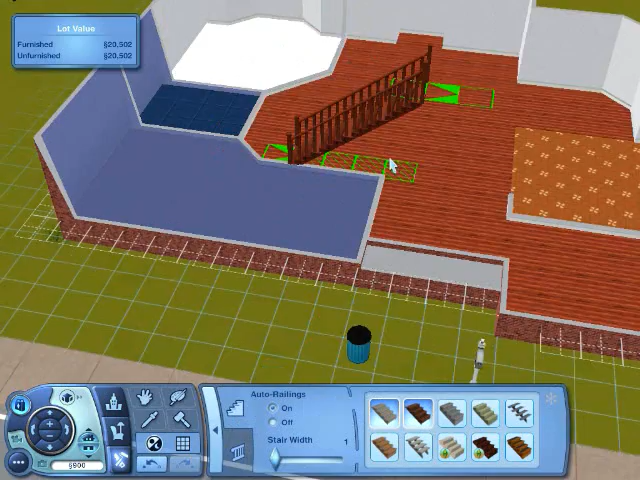 Lot Value
Furnished §20,502
Unfurnished §20,502
Auto-Railings
On
Off
Stair Width 1
§900